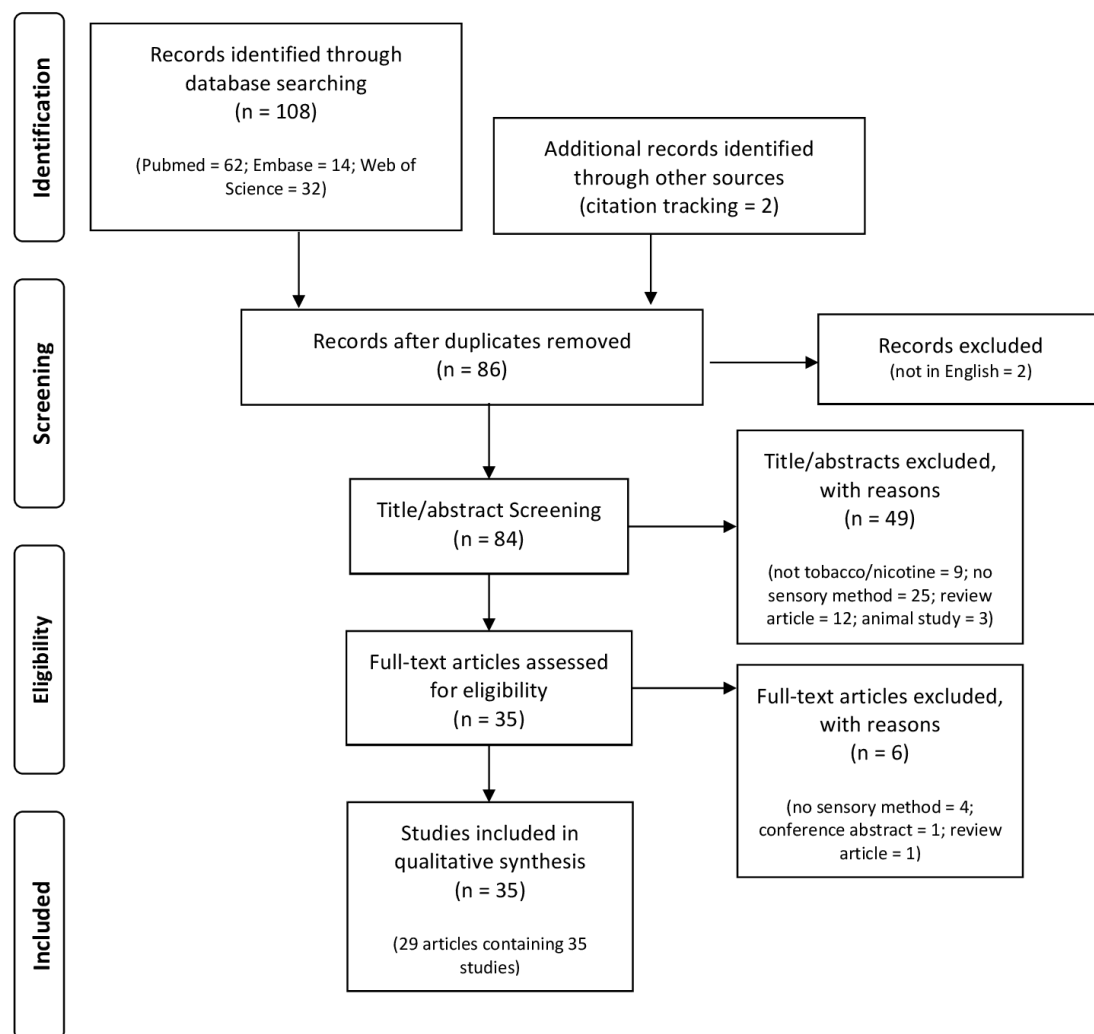 Identification
Records identified through
database searching
(n = 108)
(Pubmed = 62; Embase = 14; Web of
Science = 32)
Additional records identified
through other sources
(citation tracking = 2)
Screening
Records after duplicates removed
(n = 86)
Records excluded
(not in English = 2)
Title/abstract Screening
(n = 84)
Title/abstracts excluded,
with reasons
(n = 49)
(not tobacco/nicotine = 9; no
sensory method = 25; review
article = 12; animal study = 3)
Eligibility
Full-text articles assessed
for eligibility
(n = 35)
Full-text articles excluded,
with reasons
(n = 6)
(no sensory method = 4;
conference abstract = 1; review
article = 1)
Included
Studies included in
qualitative synthesis
(n = 35)
(29 articles containing 35
studies)